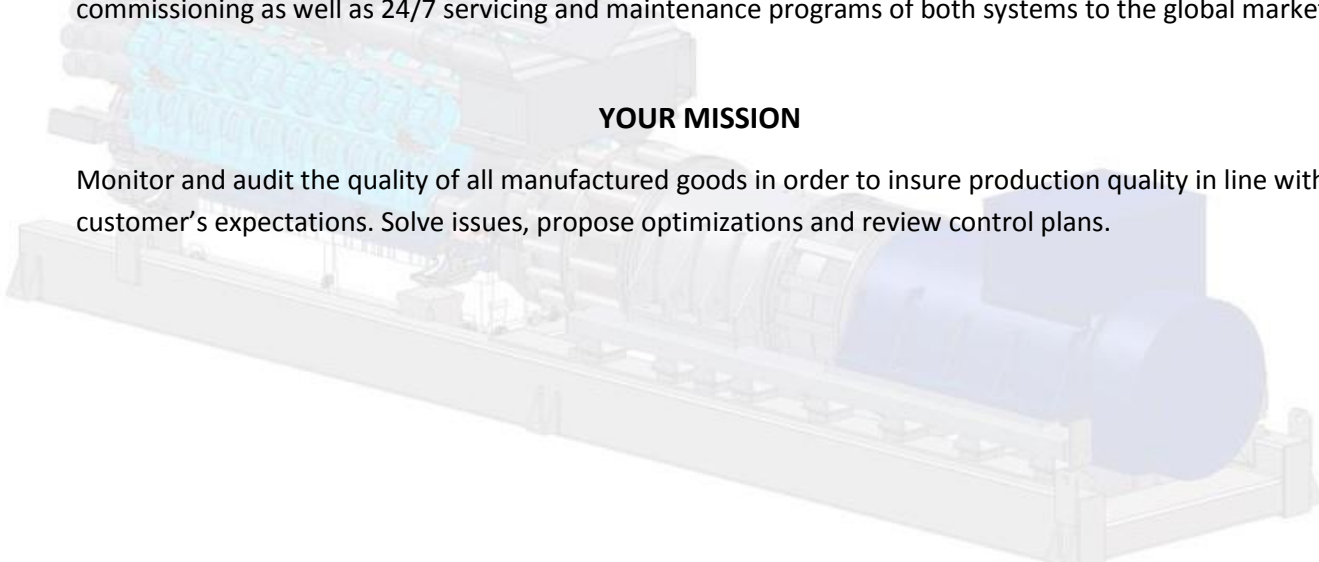 commissioning as well as 24/7 servicing and maintenance programs of both systems to the global market
YOUR MISSION
Monitor and audit the quality of all manufactured goods in order to insure production quality in line with
customer’s expectations. Solve issues, propose optimizations and review control plans.